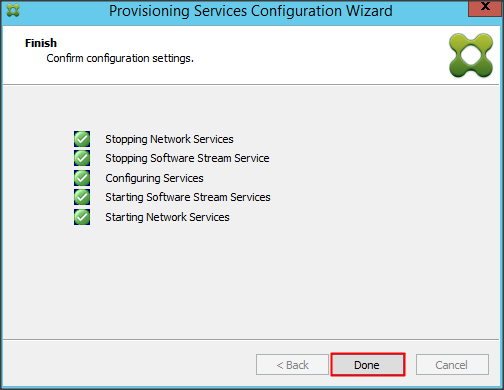 Provisioning Services Configuration Wizard
x
Finish
Confirm configuration settings.
Stopping Network Services
Stopping Software Stream Service
Configuring Services
Starting Software Stream Services
Starting Network Services
< Back
Done
Cancel